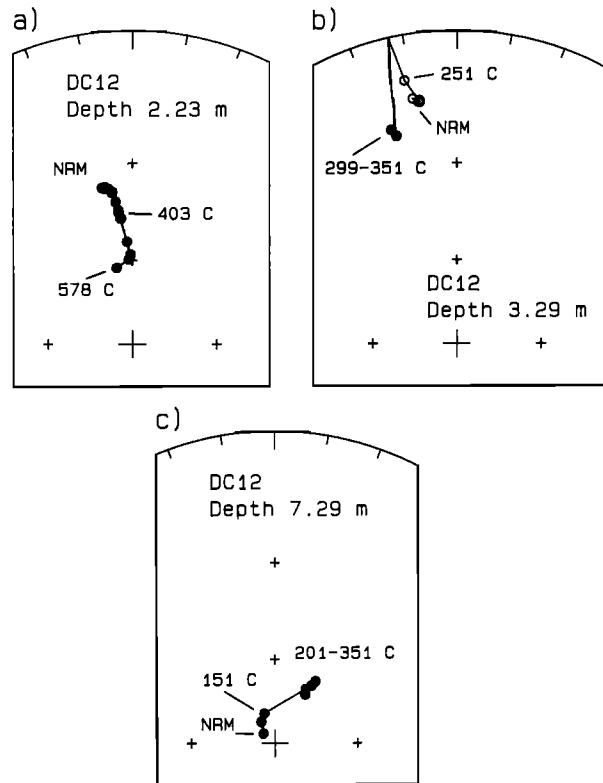 a)
DC12
Depth 2.23 m
NRM
403 C
578 C
b)
251 C
NRM
299-351 C
DC12
Depth 3.29 m
c)
DC12
Depth 7.29 m
201-351 C
151 C
NRM